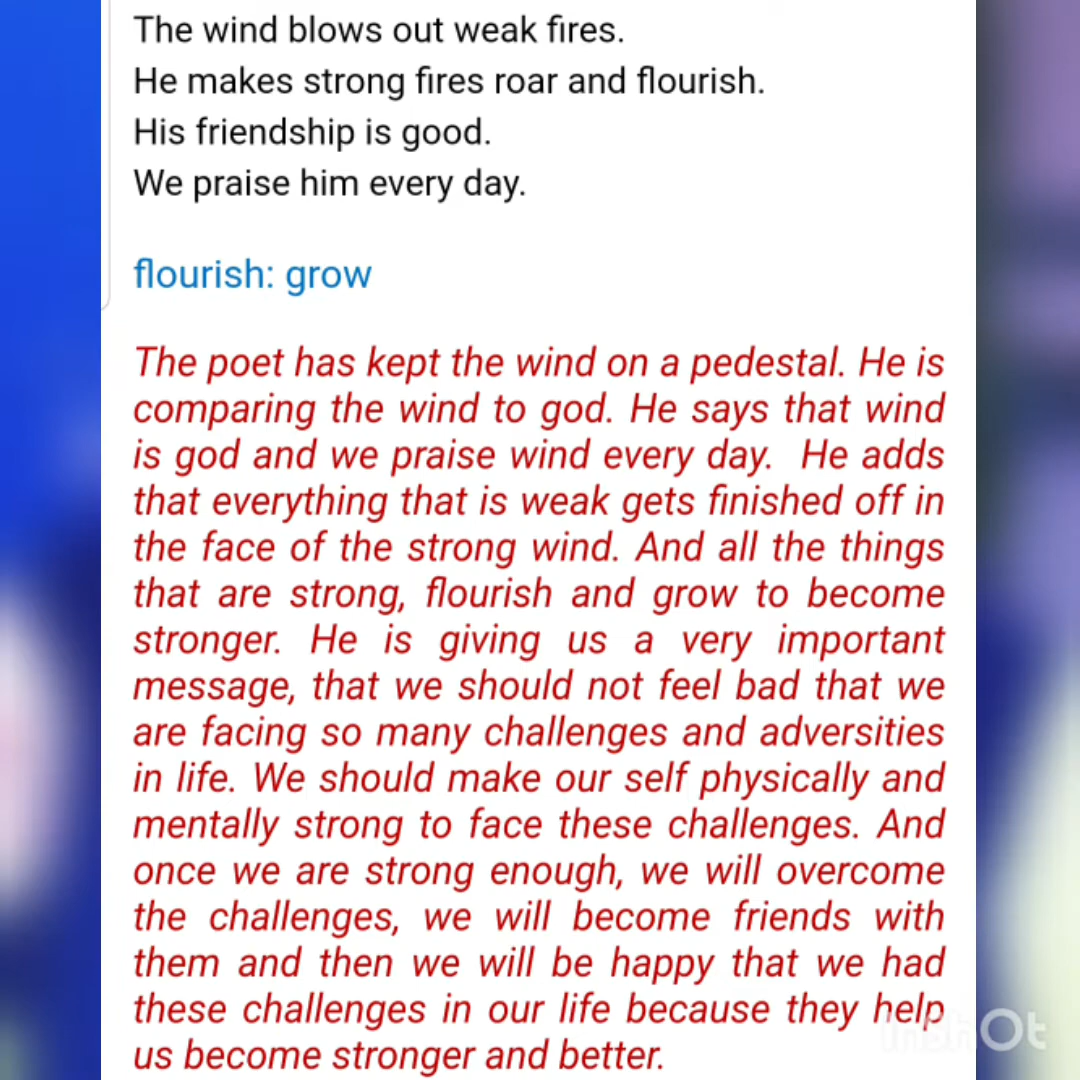 The wind blows out weak fires.
He makes strong fires roar and flourish.
His friendship is good.
We praise him every day.
flourish: grow
The poet has kept the wind on a pedestal. He is
comparing the wind to god. He says that wind
is god and we praise wind every day. He adds
that everything that is weak gets finished off in
the face of the strong wind. And all the things
that are strong, flourish and grow to become
stronger. He is giving us a very important
message, that we should not feel bad that we
are facing so many challenges and adversities
in life. We should make our self physically and
mentally strong to face these challenges. And
once we are strong enough, we will overcome
the challenges, we will become friends with
them and then we will be happy that we had
these challenges in our life because they help
us become stronger and better.
InShOt